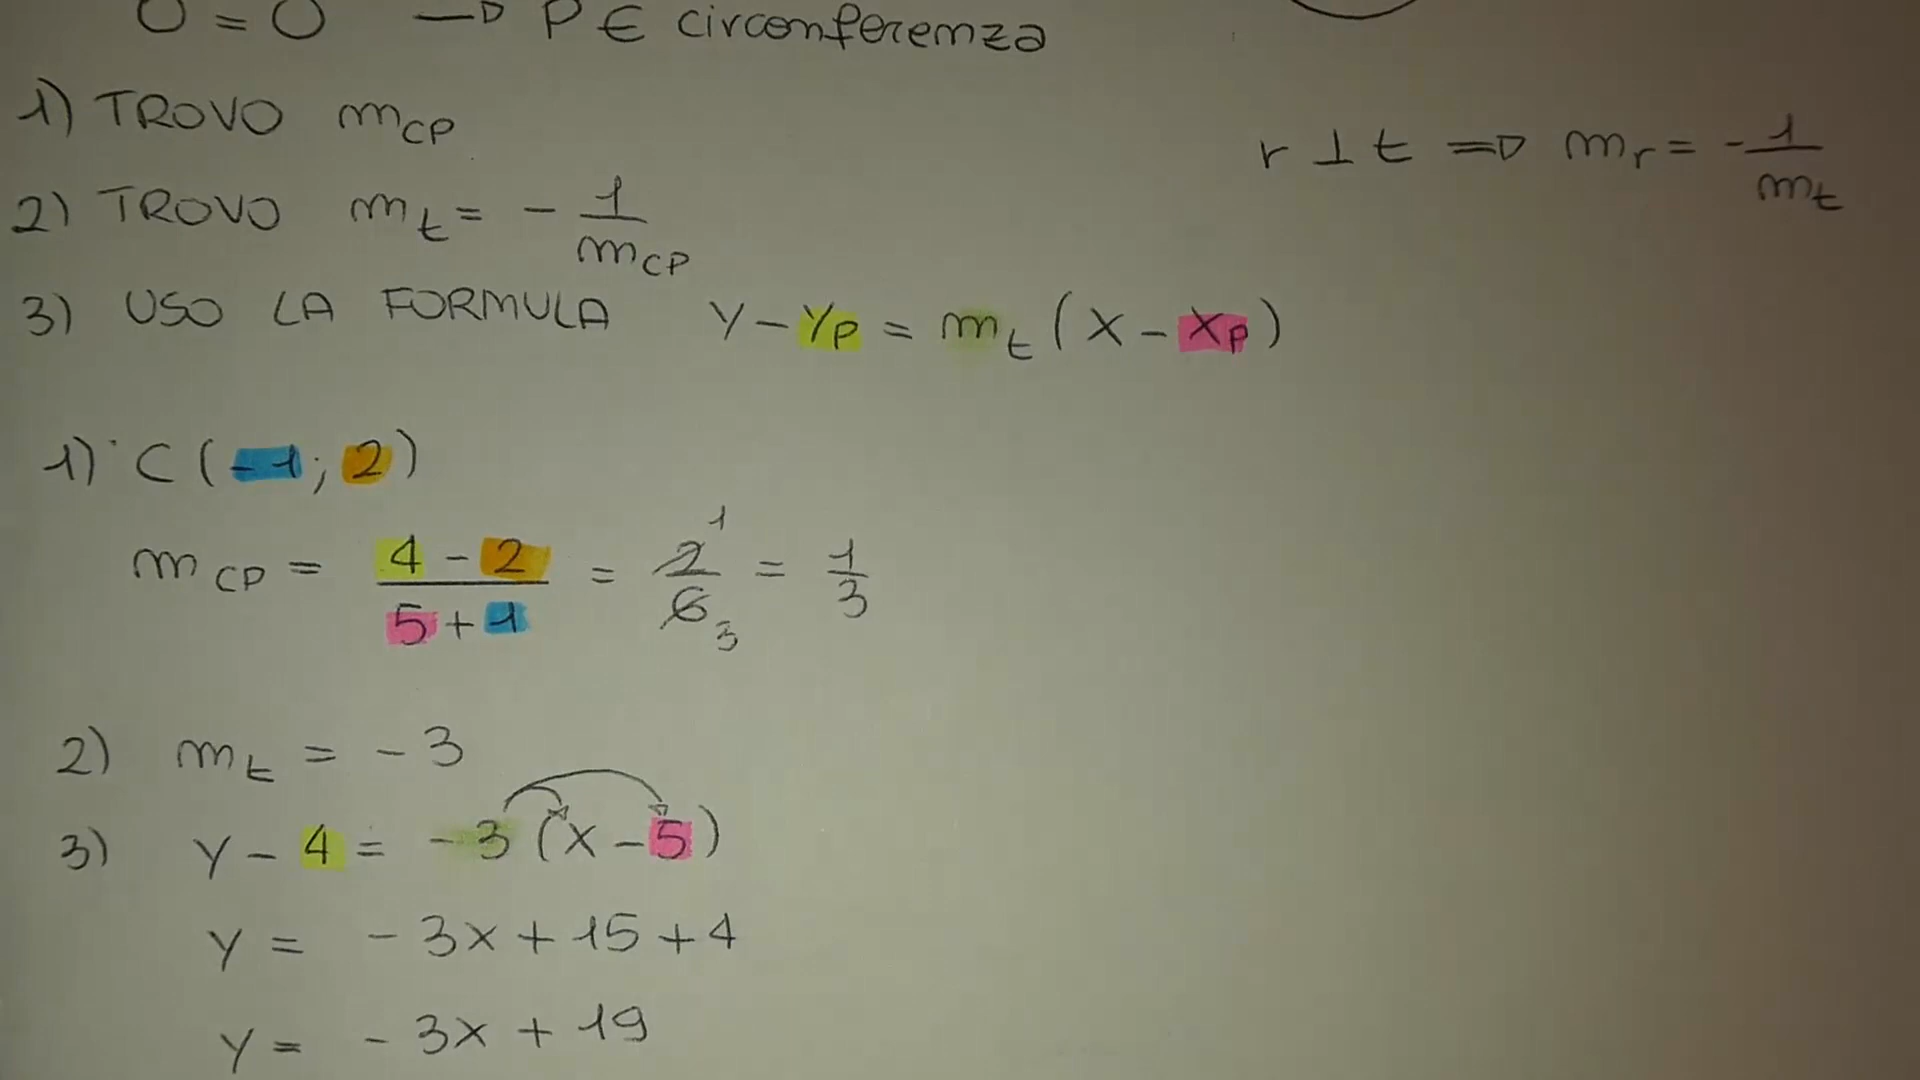 0 = 0 → P ∈ circonferenza
1) TROVO m_CP
r ⊥ t ⇒ m_r = - 1/m_t
2) TROVO m_t = - 1/m_CP
3) USO LA FORMULA y - y_P = m_t (x - x_P)
1) C (-1; 2)
m_CP = (4 - 2)/(5 + 1) = 2/6 1 3 = 1/3
2) m_t = - 3
3) y - 4 = - 3 (x - 5)
y = - 3x + 15 + 4
y = - 3x + 19